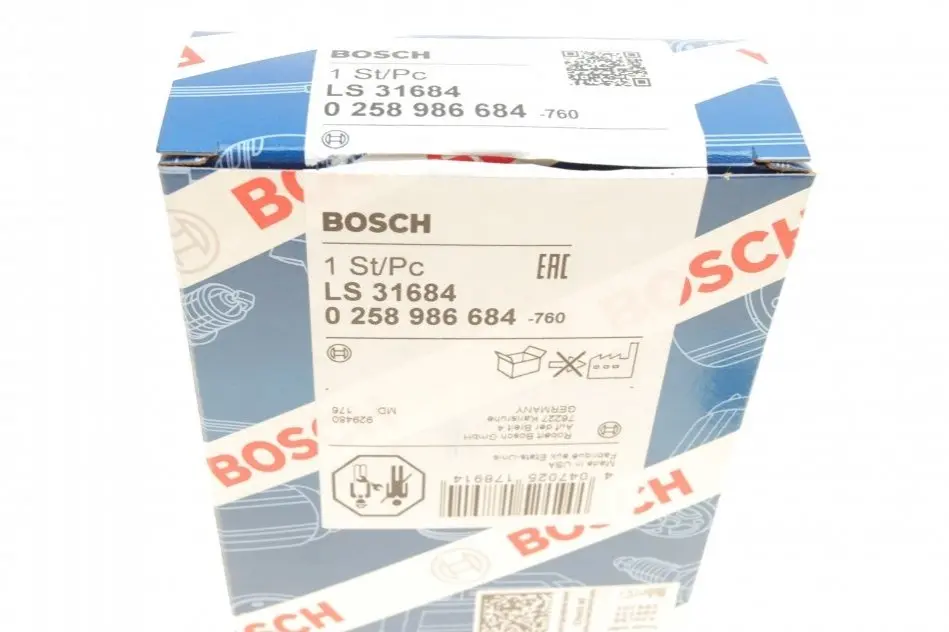 BOSCH
1 St/Pc
LS 31684
0 258 986 684 -760
BOSCH
BOSCH
1 St/Pc
EAC
LS 31684
0 258 986 684 -760
BOSCH
929480
MD: 176
Robert Bosch GmbH
Auf der Breit 4
76227 Karlsruhe
GERMANY
Made in USA
Fabriqué aux Etats-Unis
4 047025 178914
BOSCH
BOSCH
BOSCH